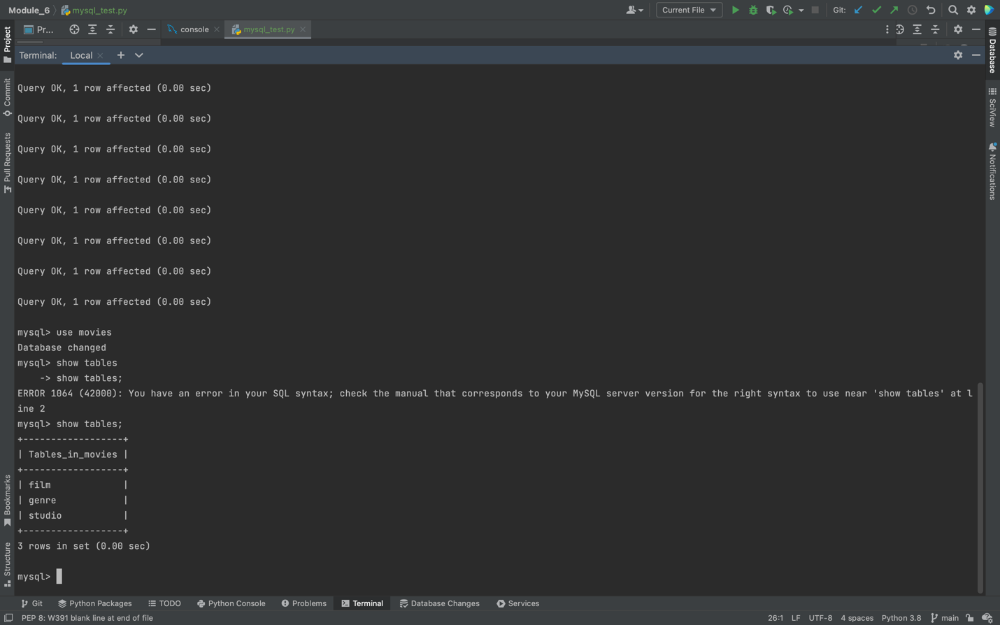 Module_6
mysql_test.py
Current File
Git:
Pr...
console
mysql_test.py
Terminal:
Local
Project
Commit
Pull Requests
Bookmarks
Structure
Database
SciView
Notifications
Query OK, 1 row affected (0.00 sec)
Query OK, 1 row affected (0.00 sec)
Query OK, 1 row affected (0.00 sec)
Query OK, 1 row affected (0.00 sec)
Query OK, 1 row affected (0.00 sec)
Query OK, 1 row affected (0.00 sec)
Query OK, 1 row affected (0.00 sec)
Query OK, 1 row affected (0.00 sec)
mysql> use movies
Database changed
mysql> show tables
    -> show tables;
ERROR 1064 (42000): You have an error in your SQL syntax; check the manual that corresponds to your MySQL server version for the right syntax to use near 'show tables' at l
ine 2
mysql> show tables;
+------------------+
| Tables_in_movies |
+------------------+
| film             |
| genre            |
| studio           |
+------------------+
3 rows in set (0.00 sec)
mysql>
Git
Python Packages
TODO
Python Console
Problems
Terminal
Database Changes
Services
PEP 8: W391 blank line at end of file
26:1
LF
UTF-8
4 spaces
Python 3.8
main